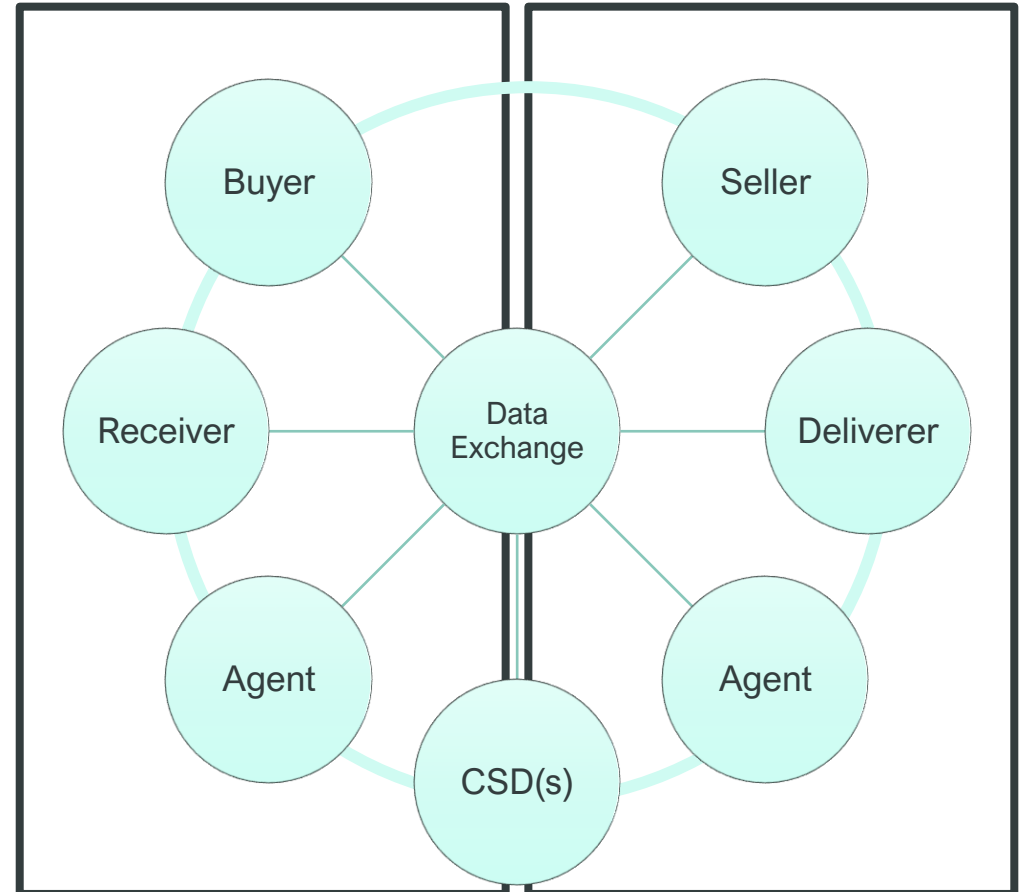 Buyer
Seller
Receiver
Data
Exchange
Deliverer
Agent
Agent
CSD(s)